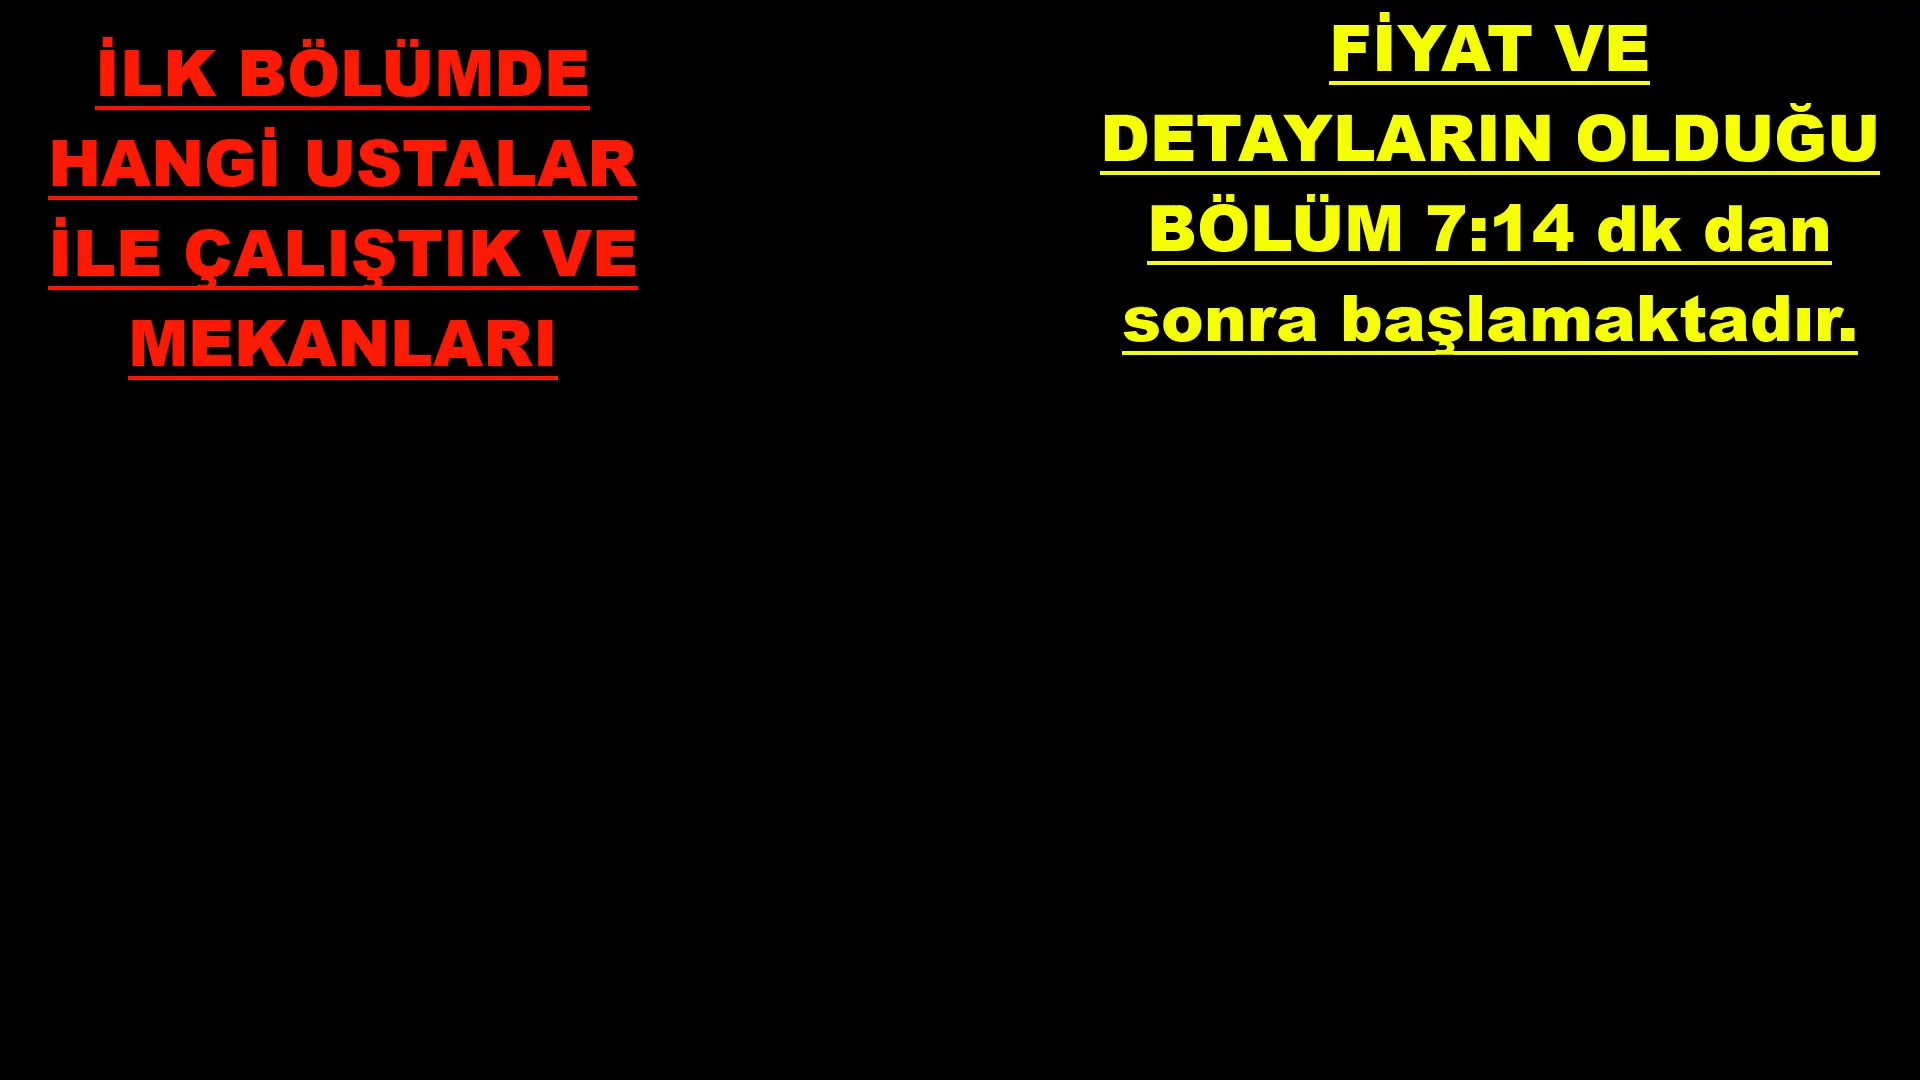 İLK BÖLÜMDE
HANGİ USTALAR
İLE ÇALIŞTIK VE
MEKANLARI
FİYAT VE
DETAYLARIN OLDUĞU
BÖLÜM 7:14 dk dan
sonra başlamaktadır.